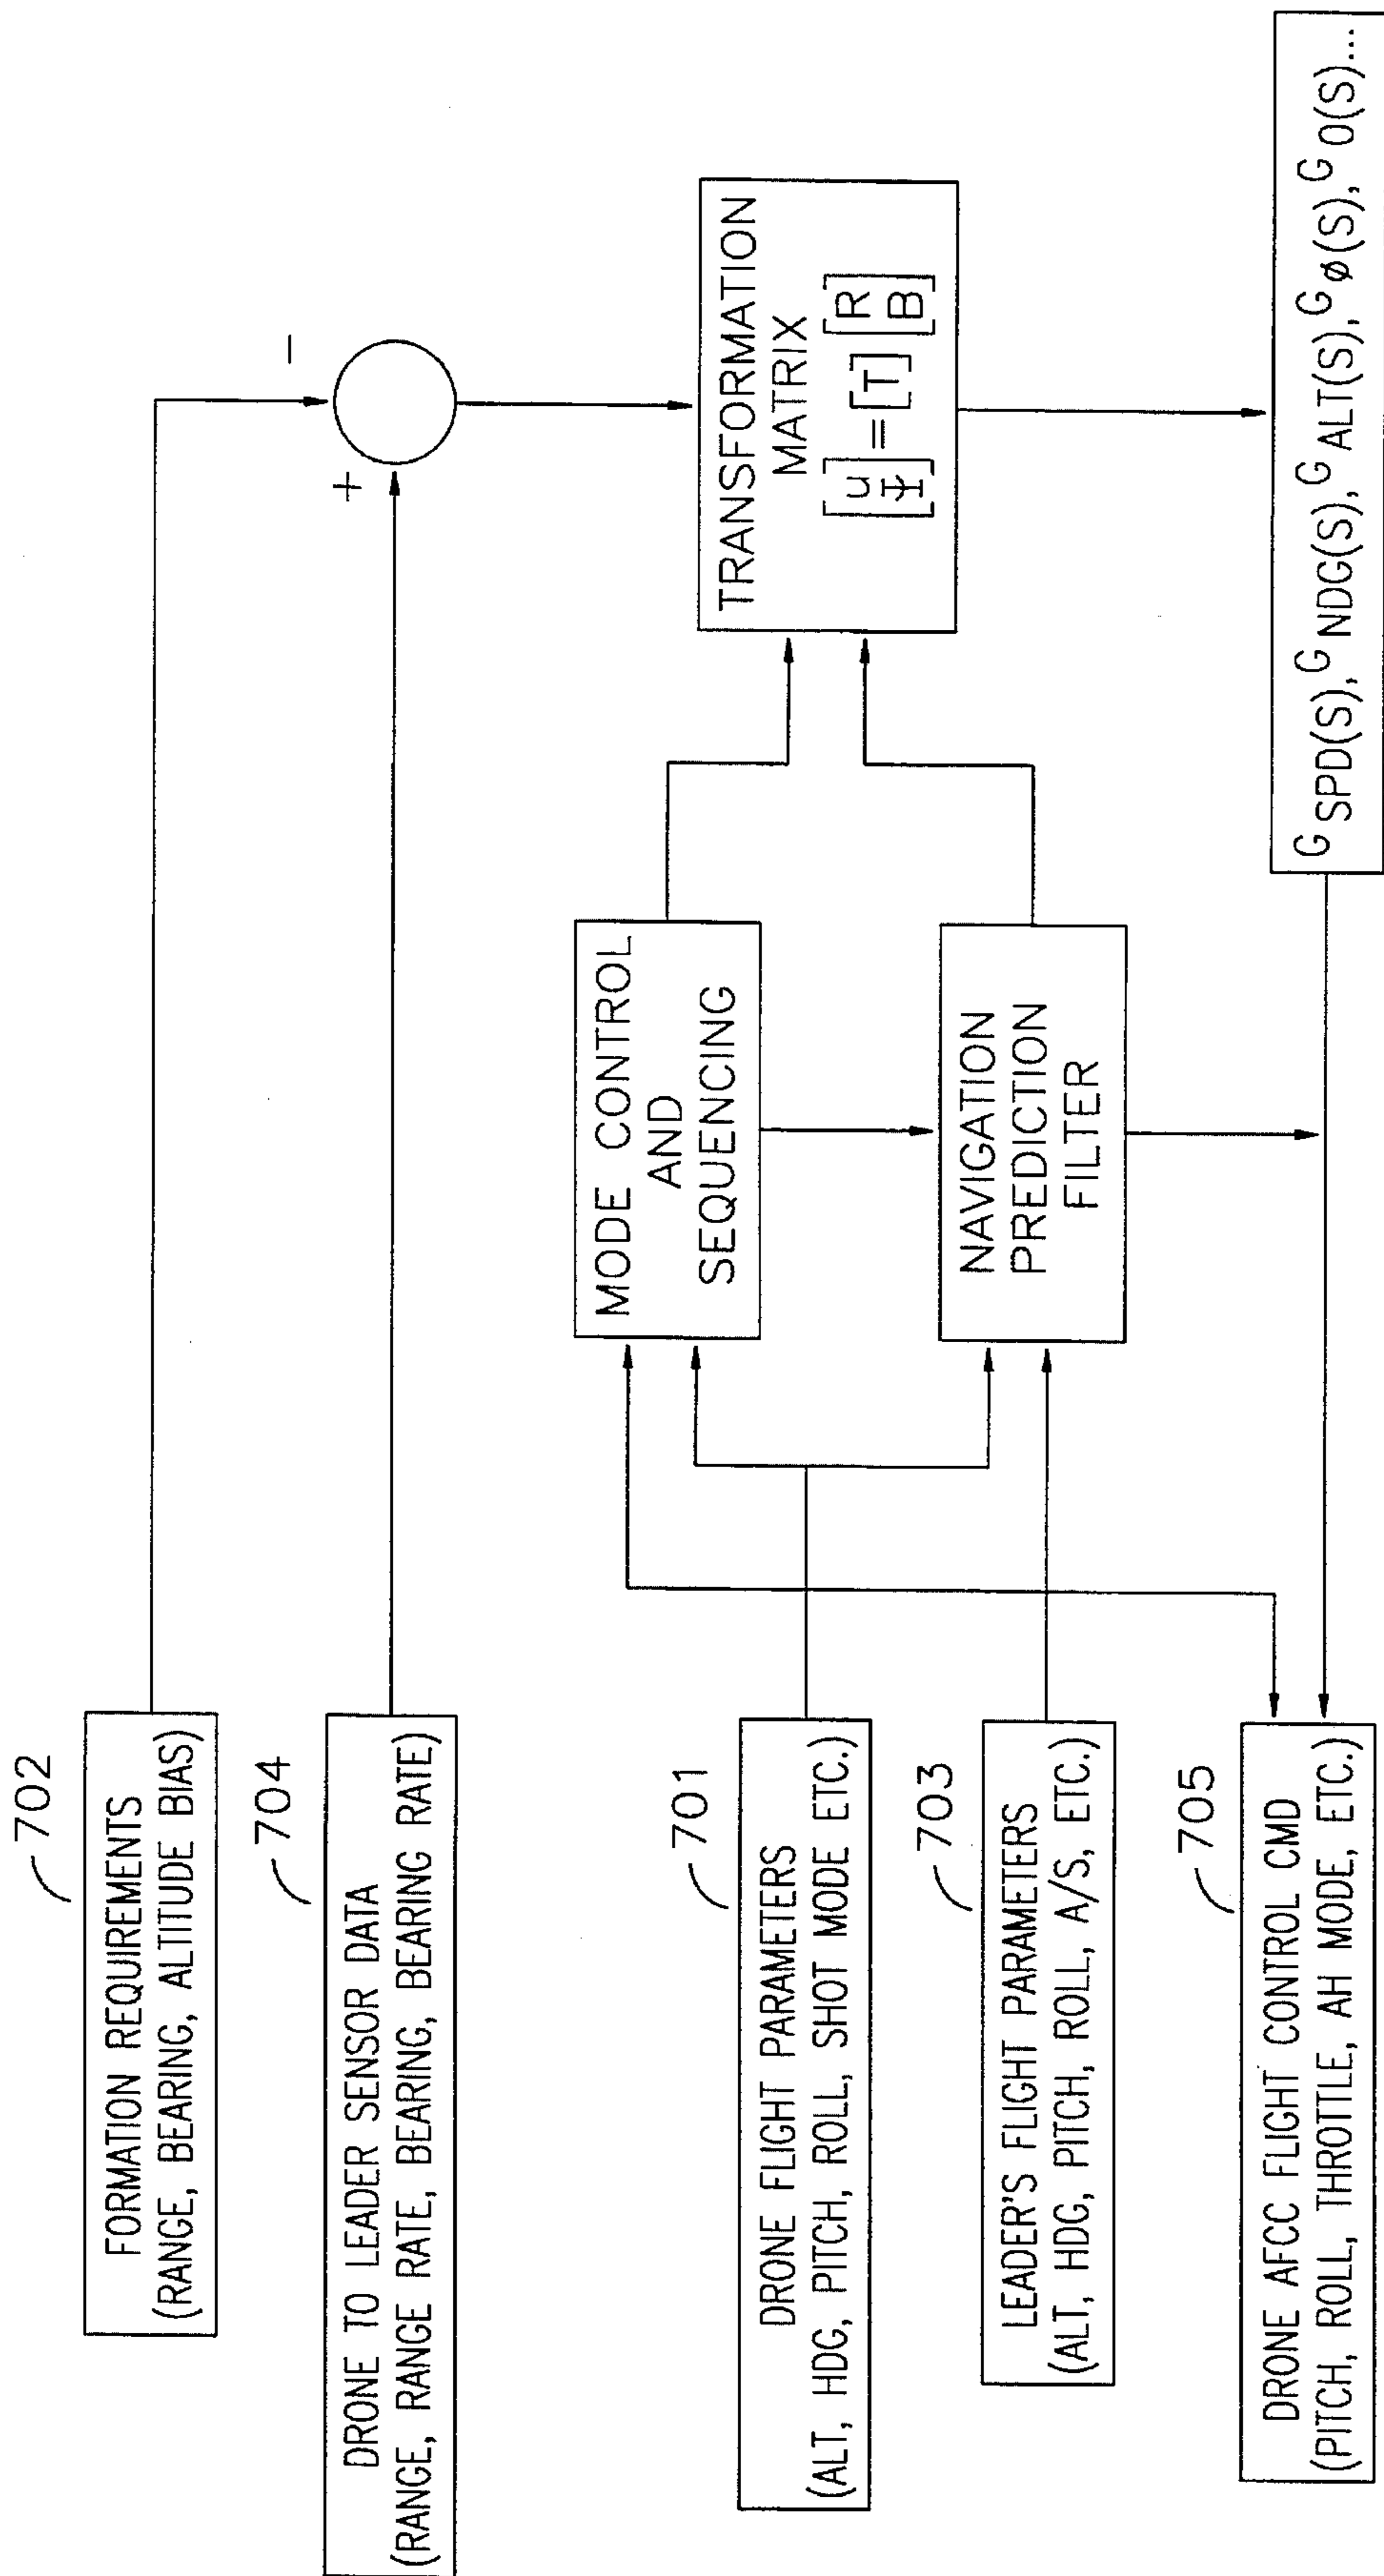 702
FORMATION REQUIREMENTS
(RANGE, BEARING, ALTITUDE BIAS)
704
DRONE TO LEADER SENSOR DATA
(RANGE, RANGE RATE, BEARING, BEARING RATE)
+
-
701
DRONE FLIGHT PARAMETERS
(ALT, HDG, PITCH, ROLL, SHOT MODE ETC.)
703
LEADER'S FLIGHT PARAMETERS
(ALT, HDG, PITCH, ROLL, A/S, ETC.)
705
DRONE AFCC FLIGHT CONTROL CMD
(PITCH, ROLL, THROTTLE, AH MODE, ETC.)
MODE CONTROL
AND
SEQUENCING
NAVIGATION
PREDICTION
FILTER
TRANSFORMATION
MATRIX
[u Ψ] = [T] [R B]
G SPD(S), G NDG(S), G ALT(S), G ø(S), G O(S)...